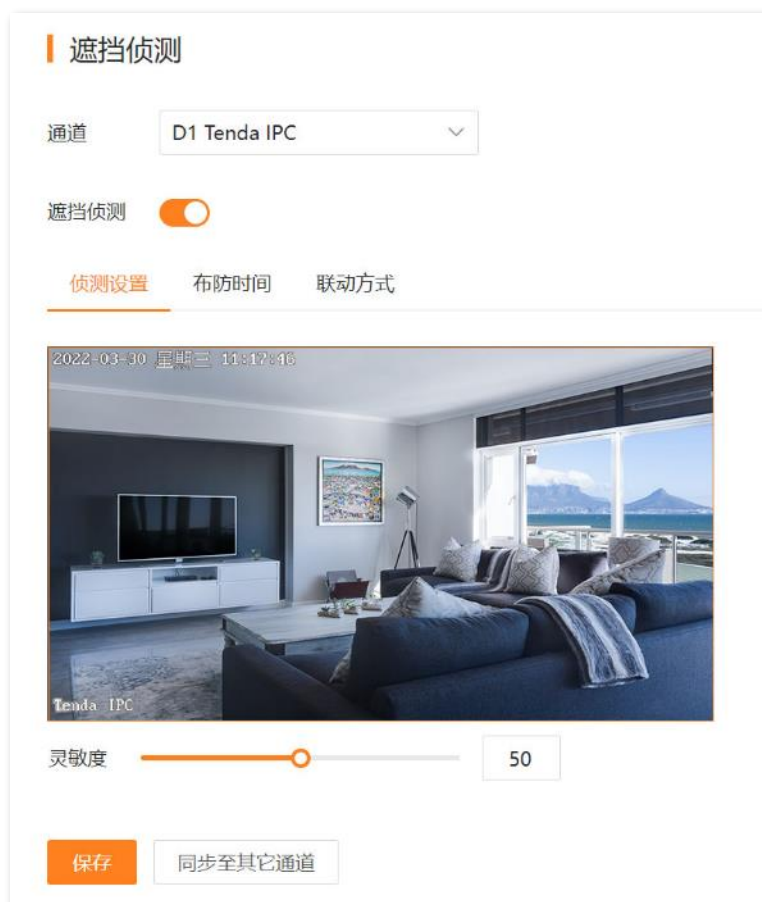 遮挡侦测
通道 D1 Tenda IPC
遮挡侦测
侦测设置 布防时间 联动方式
2022-03-30 星期三 11:17:46
Tenda IPC
灵敏度 50
保存 同步至其它通道